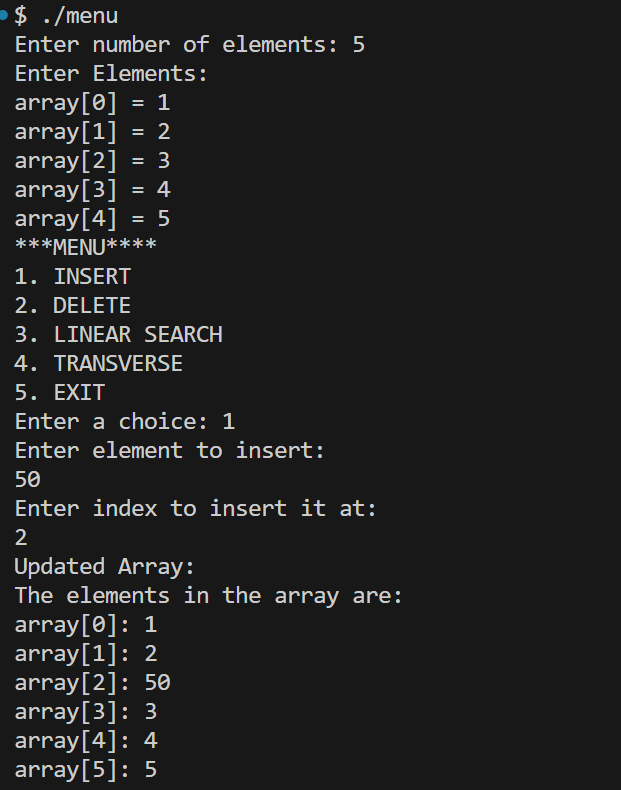 $ ./menu
Enter number of elements: 5
Enter Elements:
array[0] = 1
array[1] = 2
array[2] = 3
array[3] = 4
array[4] = 5
***MENU****
1. INSERT
2. DELETE
3. LINEAR SEARCH
4. TRANSVERSE
5. EXIT
Enter a choice: 1
Enter element to insert:
50
Enter index to insert it at:
2
Updated Array:
The elements in the array are:
array[0]: 1
array[1]: 2
array[2]: 50
array[3]: 3
array[4]: 4
array[5]: 5